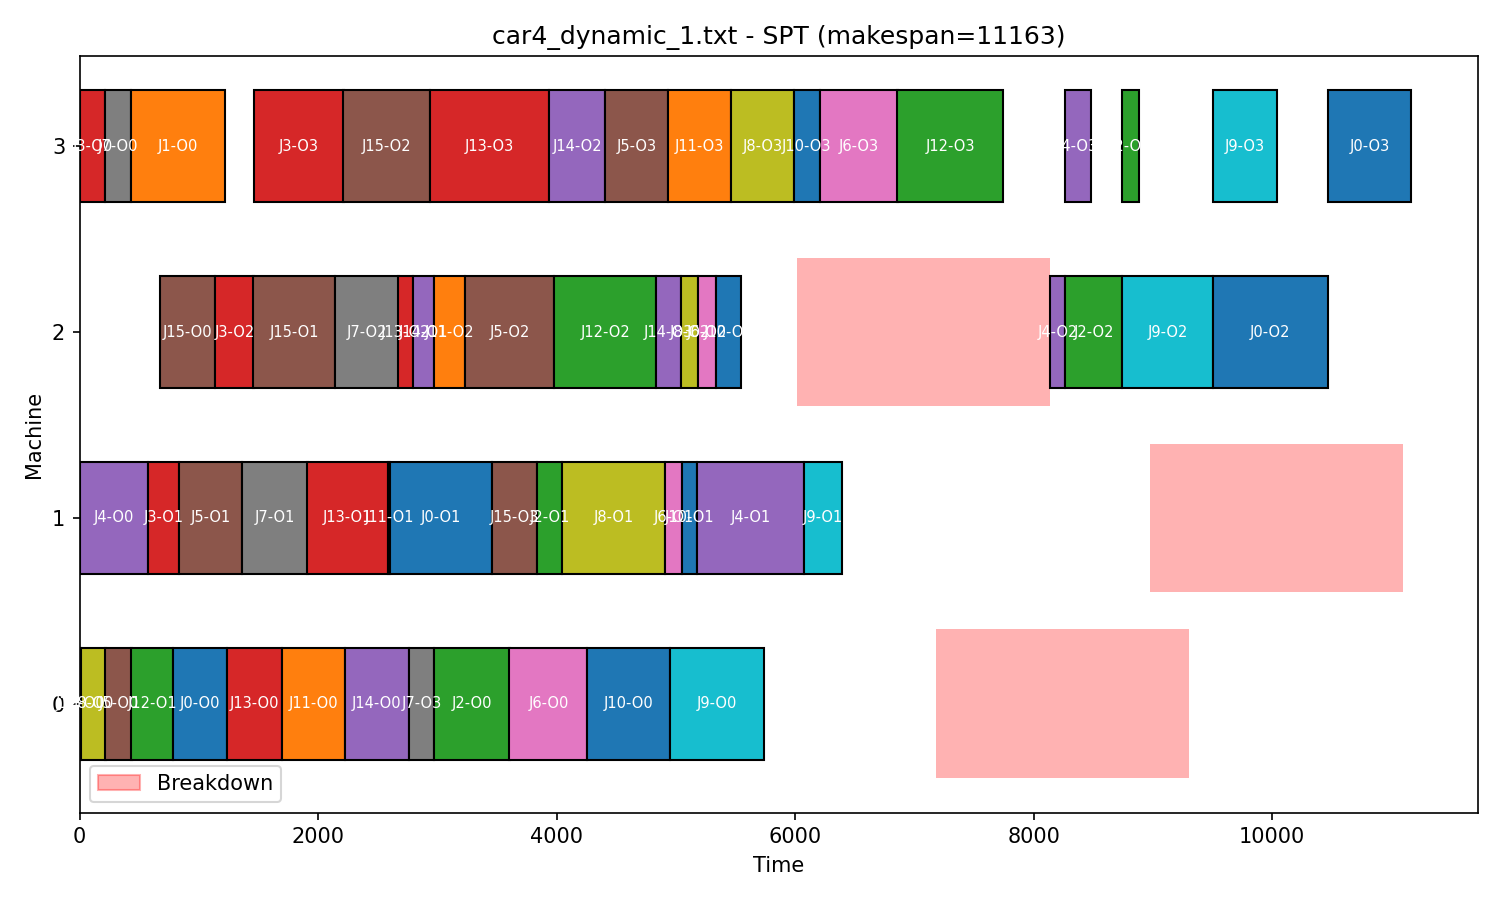 car4_dynamic_1.txt - SPT (makespan=11163)
3 J7-O0 J1-O0 J3-O3 J15-O2 J13-O3 J14-O2 J5-O3 J11-O3 J8-O3 J10-O3 J6-O3 J12-O3 J9-O3 J0-O3
2 J15-O0 J3-O2 J15-O1 J7-O2 J5-O2 J12-O2 J4-O2 J2-O2 J9-O2 J0-O2
Machine
1 J4-O0 J3-O1 J5-O1 J7-O1 J13-O1 J11-O1 J0-O1 J15-O3 J2-O1 J8-O1 J4-O1 J9-O1
0 J12-O1 J0-O0 J13-O0 J11-O0 J14-O0 J7-O3 J2-O0 J6-O0 J10-O0 J9-O0
Breakdown
0 2000 4000 6000 8000 10000
Time